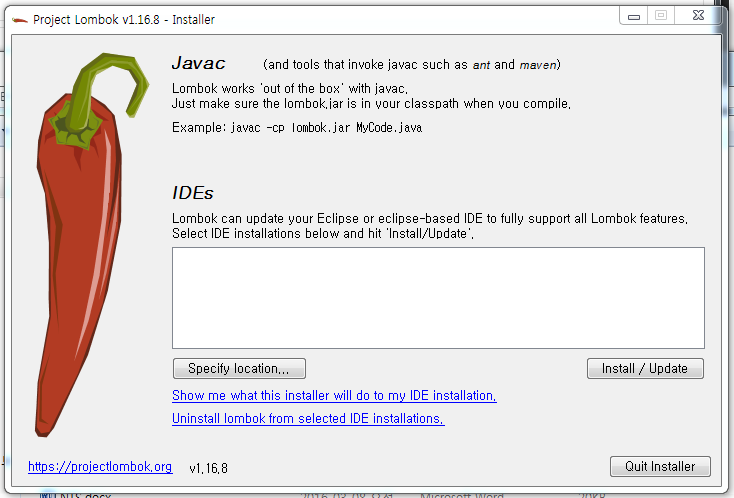 Project Lombok v1.16.8 - Installer
Javac (and tools that invoke javac such as ant and maven)
Lombok works 'out of the box' with javac.
Just make sure the lombok.jar is in your classpath when you compile.
Example: javac -cp lombok.jar MyCode.java
IDEs
Lombok can update your Eclipse or eclipse-based IDE to fully support all Lombok features.
Select IDE installations below and hit 'Install/Update'.
Specify location...
Install / Update
Show me what this installer will do to my IDE installation.
Uninstall lombok from selected IDE installations.
https://projectlombok.org v1.16.8
Quit Installer